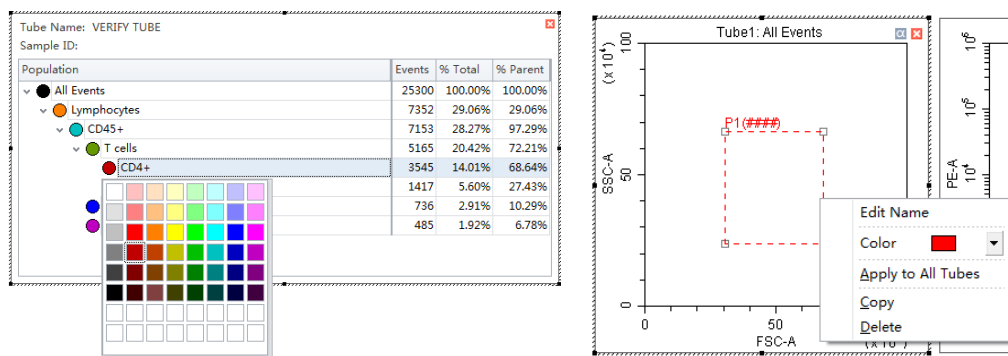 Tube Name: VERIFY TUBE
Sample ID:
Population Events % Total % Parent
All Events 25300 100.00% 100.00%
Lymphocytes 7352 29.06% 29.06%
CD45+ 7153 28.27% 97.29%
T cells 5165 20.42% 72.21%
CD4+ 3545 14.01% 68.64%
1417 5.60% 27.43%
736 2.91% 10.29%
485 1.92% 6.78%
Tube1: All Events
α
(x 10⁴)
SSC-A
100
50
0
P1(####)
0
50
FSC-A
10⁶
10⁵
10⁴
PE-A
Edit Name
Color
Apply to All Tubes
Copy
Delete